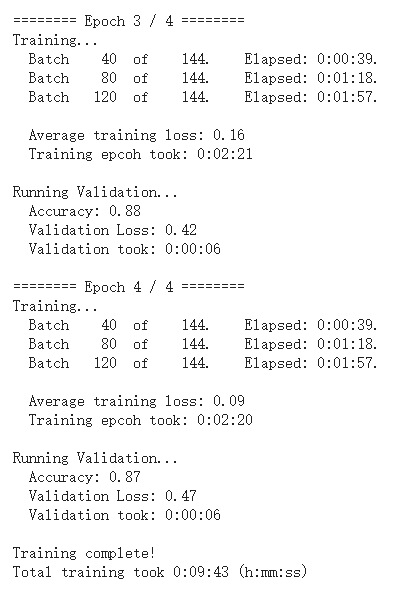 ======== Epoch 3 / 4 ========
Training...
  Batch    40  of    144.    Elapsed: 0:00:39.
  Batch    80  of    144.    Elapsed: 0:01:18.
  Batch   120  of    144.    Elapsed: 0:01:57.

  Average training loss: 0.16
  Training epcoh took: 0:02:21

Running Validation...
  Accuracy: 0.88
  Validation Loss: 0.42
  Validation took: 0:00:06

======== Epoch 4 / 4 ========
Training...
  Batch    40  of    144.    Elapsed: 0:00:39.
  Batch    80  of    144.    Elapsed: 0:01:18.
  Batch   120  of    144.    Elapsed: 0:01:57.

  Average training loss: 0.09
  Training epcoh took: 0:02:20

Running Validation...
  Accuracy: 0.87
  Validation Loss: 0.47
  Validation took: 0:00:06

Training complete!
Total training took 0:09:43 (h:mm:ss)